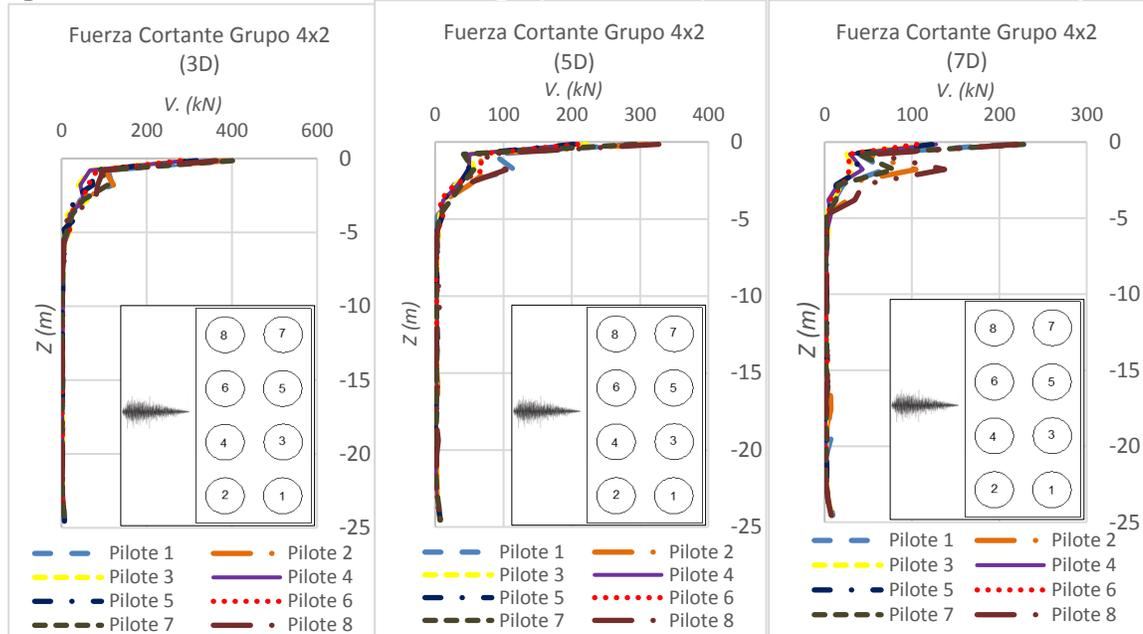 Fuerza Cortante Grupo 4x2
(3D)
V. (kN)
0 200 400 600
0
-5
-10
-15
-20
-25
Z (m)
8 7
6 5
4 3
2 1
Pilote 1 Pilote 2
Pilote 3 Pilote 4
Pilote 5 Pilote 6
Pilote 7 Pilote 8
Fuerza Cortante Grupo 4x2
(5D)
V. (kN)
0 100 200 300 400
0
-5
-10
-15
-20
-25
Z (m)
8 7
6 5
4 3
2 1
Pilote 1 Pilote 2
Pilote 3 Pilote 4
Pilote 5 Pilote 6
Pilote 7 Pilote 8
Fuerza Cortante Grupo 4x2
(7D)
V. (kN)
0 100 200 300
0
-5
-10
-15
-20
-25
Z (m)
8 7
6 5
4 3
2 1
Pilote 1 Pilote 2
Pilote 3 Pilote 4
Pilote 5 Pilote 6
Pilote 7 Pilote 8